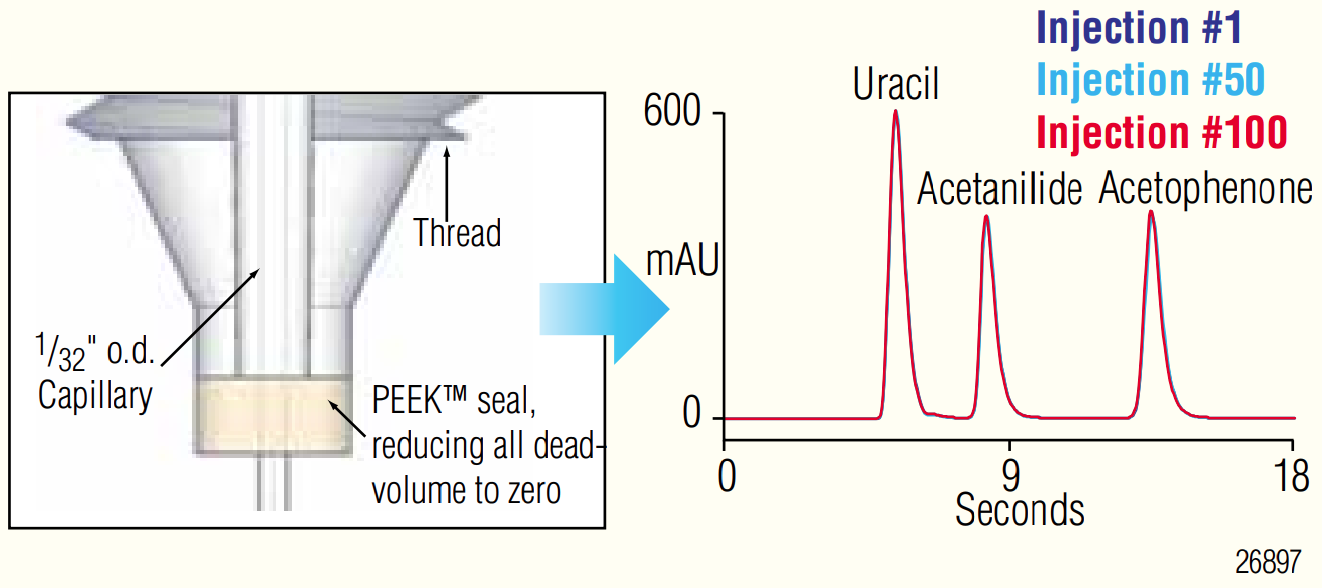 Thread
1/32" o.d.
Capillary
PEEK™ seal,
reducing all dead-
volume to zero
Injection #1
Injection #50
Injection #100
Uracil
Acetanilide
Acetophenone
600
mAU
0
0
9
18
Seconds
26897